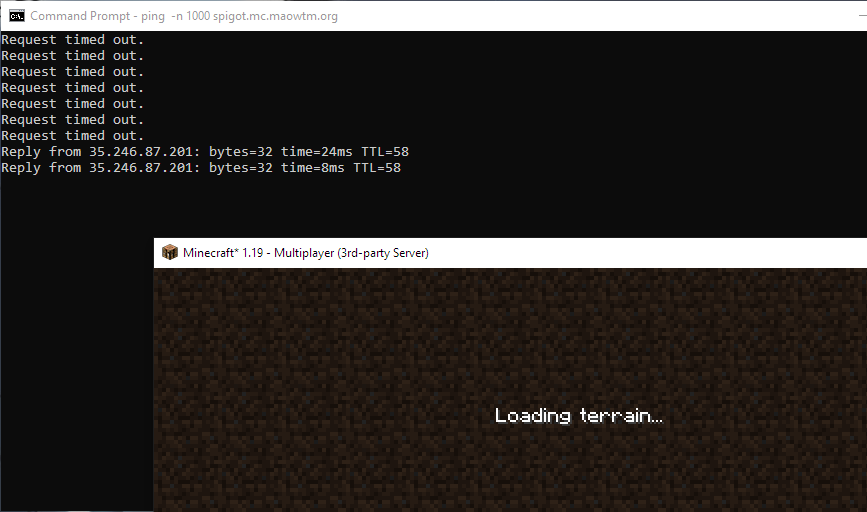 Command Prompt - ping  -n 1000 spigot.mc.maowtm.org
Request timed out.
Request timed out.
Request timed out.
Request timed out.
Request timed out.
Request timed out.
Request timed out.
Reply from 35.246.87.201: bytes=32 time=24ms TTL=58
Reply from 35.246.87.201: bytes=32 time=8ms TTL=58
Minecraft* 1.19 - Multiplayer (3rd-party Server)
Loading terrain...